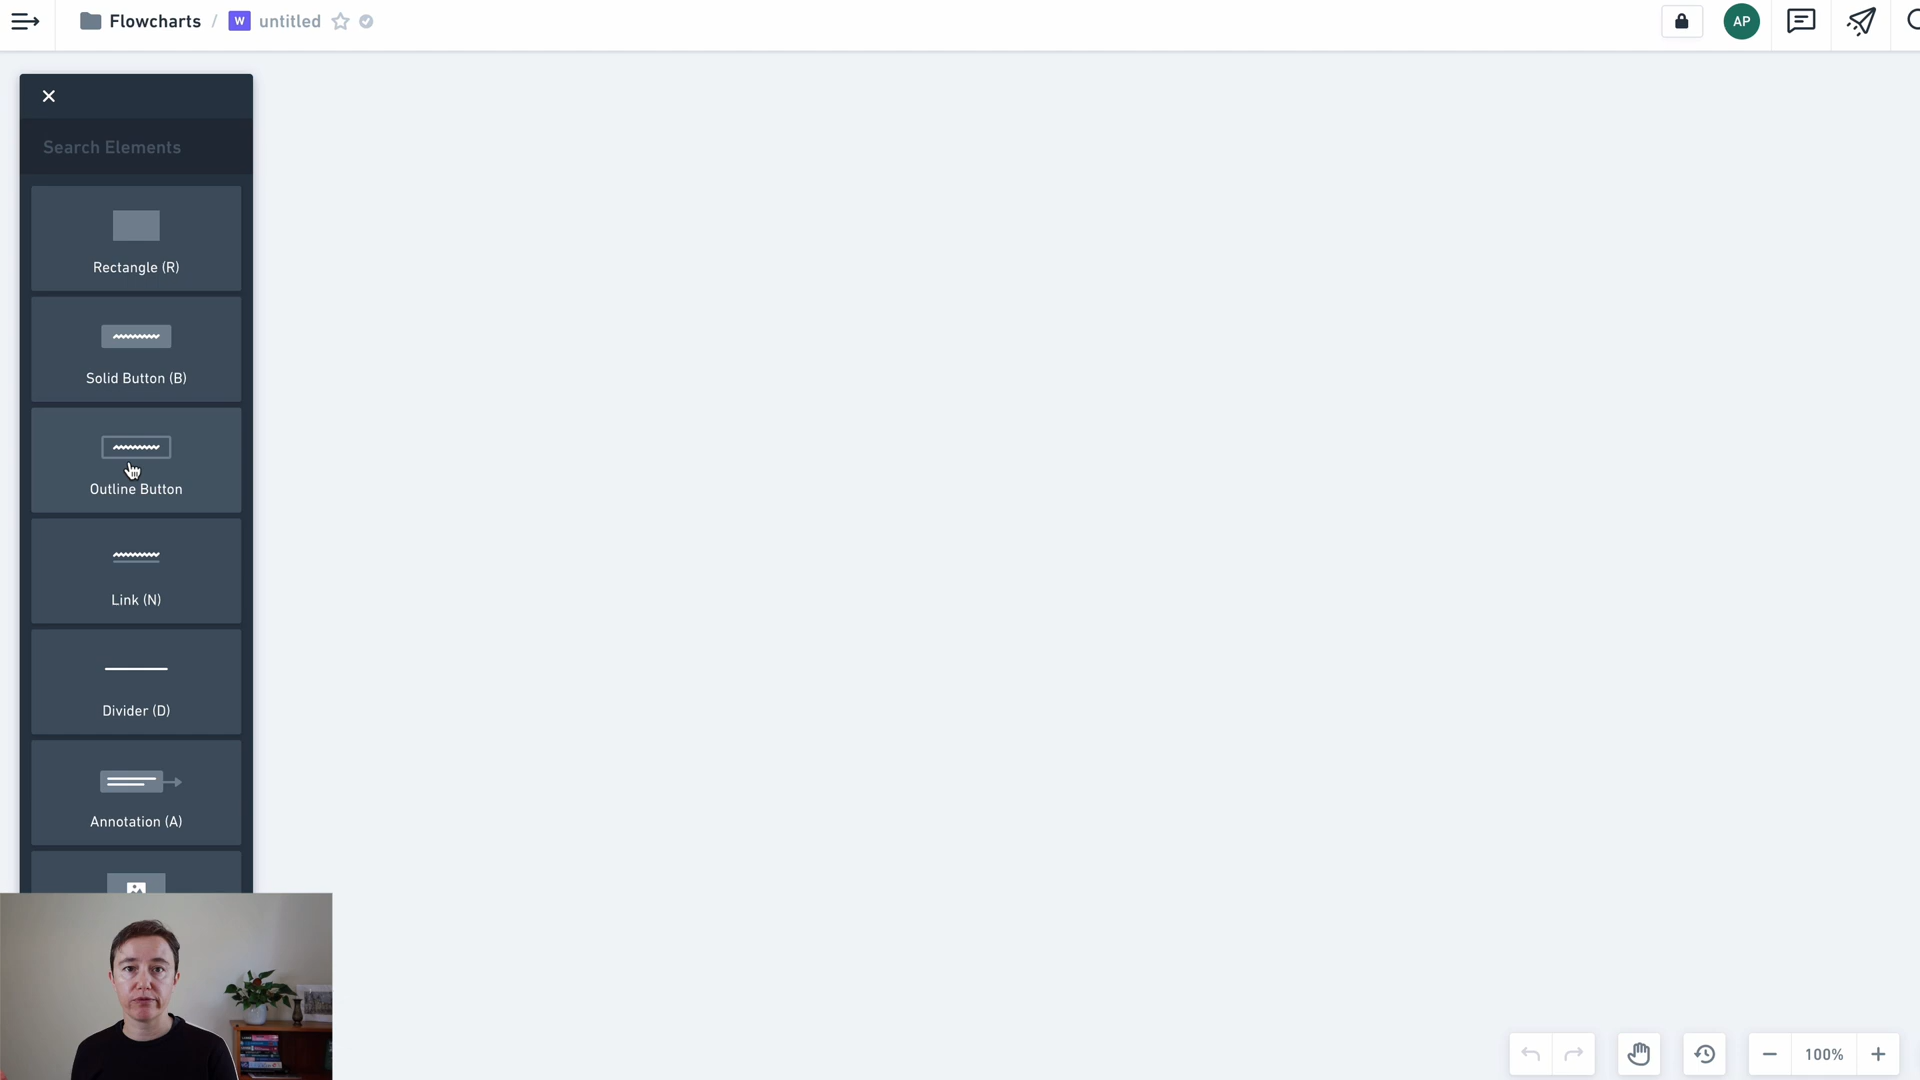 Flowcharts / W untitled
AP
Search Elements
Rectangle (R)
Solid Button (B)
Outline Button
Link (N)
Divider (D)
Annotation (A)
100%